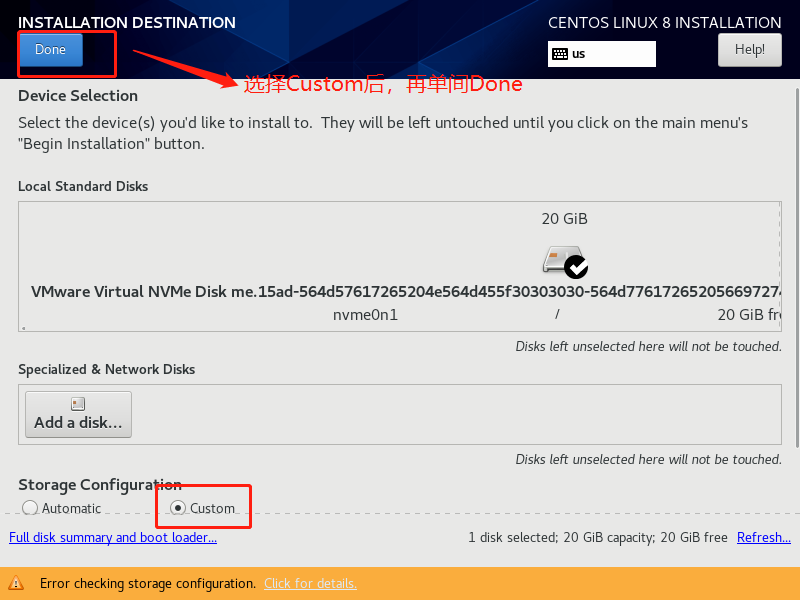 INSTALLATION DESTINATION
CENTOS LINUX 8 INSTALLATION
Done
us
Help!
选择Custom后，再单间Done
Device Selection
Select the device(s) you'd like to install to.  They will be left untouched until you click on the main menu's
"Begin Installation" button.
Local Standard Disks
20 GiB
VMware Virtual NVMe Disk me.15ad-564d57617265204e564d455f30303030-564d776172652056697274
nvme0n1
/
20 GiB fre
Disks left unselected here will not be touched.
Specialized & Network Disks
Add a disk...
Disks left unselected here will not be touched.
Storage Configuration
Automatic
Custom
Full disk summary and boot loader...
1 disk selected; 20 GiB capacity; 20 GiB free
Refresh...
Error checking storage configuration.
Click for details.